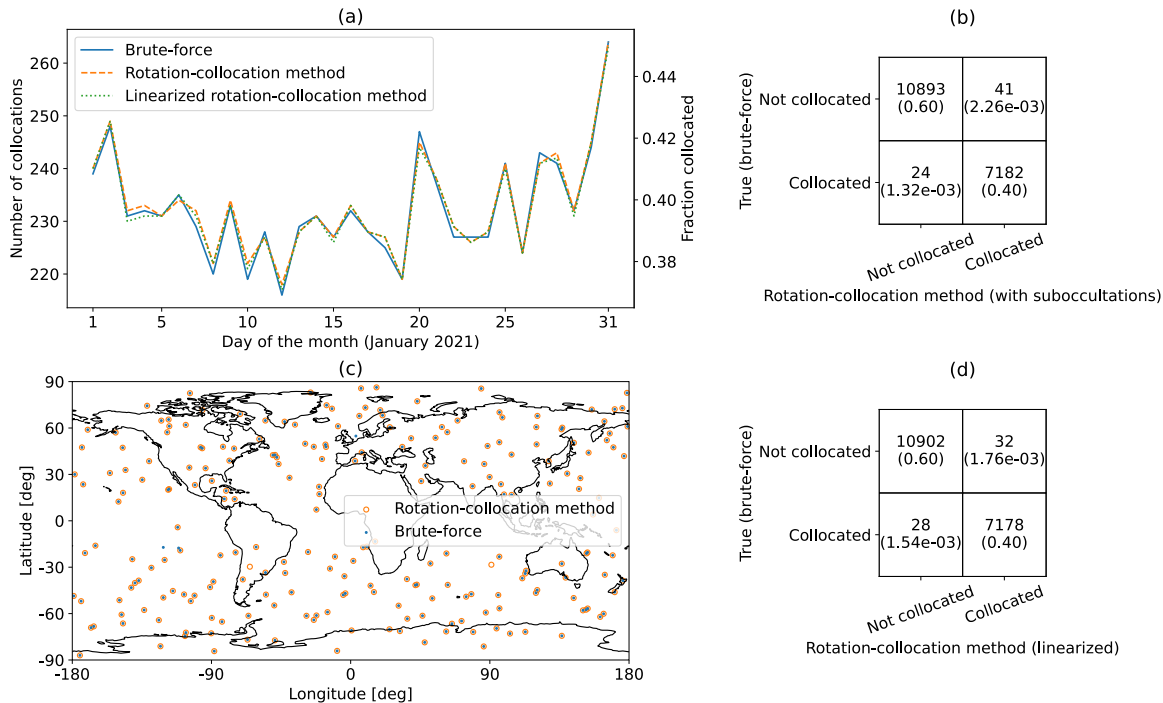 (a)
260
250
240
230
220
Number of collocations
Brute-force
Rotation-collocation method
Linearized rotation-collocation method
0.44
0.42
0.40
0.38
Fraction collocated
1 5 10 15 20 25 31
Day of the month (January 2021)
(b)
True (brute-force)
Not collocated
Collocated
10893
(0.60)
41
(2.26e-03)
24
(1.32e-03)
7182
(0.40)
Not collocated
Collocated
Rotation-collocation method (with suboccultations)
(c)
90
60
30
0
-30
-60
-90
Latitude [deg]
Rotation-collocation method
Brute-force
-180 -90 0 90 180
Longitude [deg]
(d)
True (brute-force)
Not collocated
Collocated
10902
(0.60)
32
(1.76e-03)
28
(1.54e-03)
7178
(0.40)
Not collocated
Collocated
Rotation-collocation method (linearized)